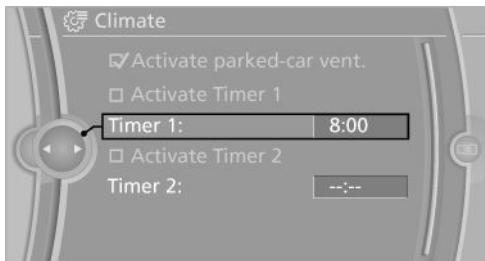 Climate
Activate parked-car vent.
Activate Timer 1
Timer 1: 8:00
Activate Timer 2
Timer 2: --:--